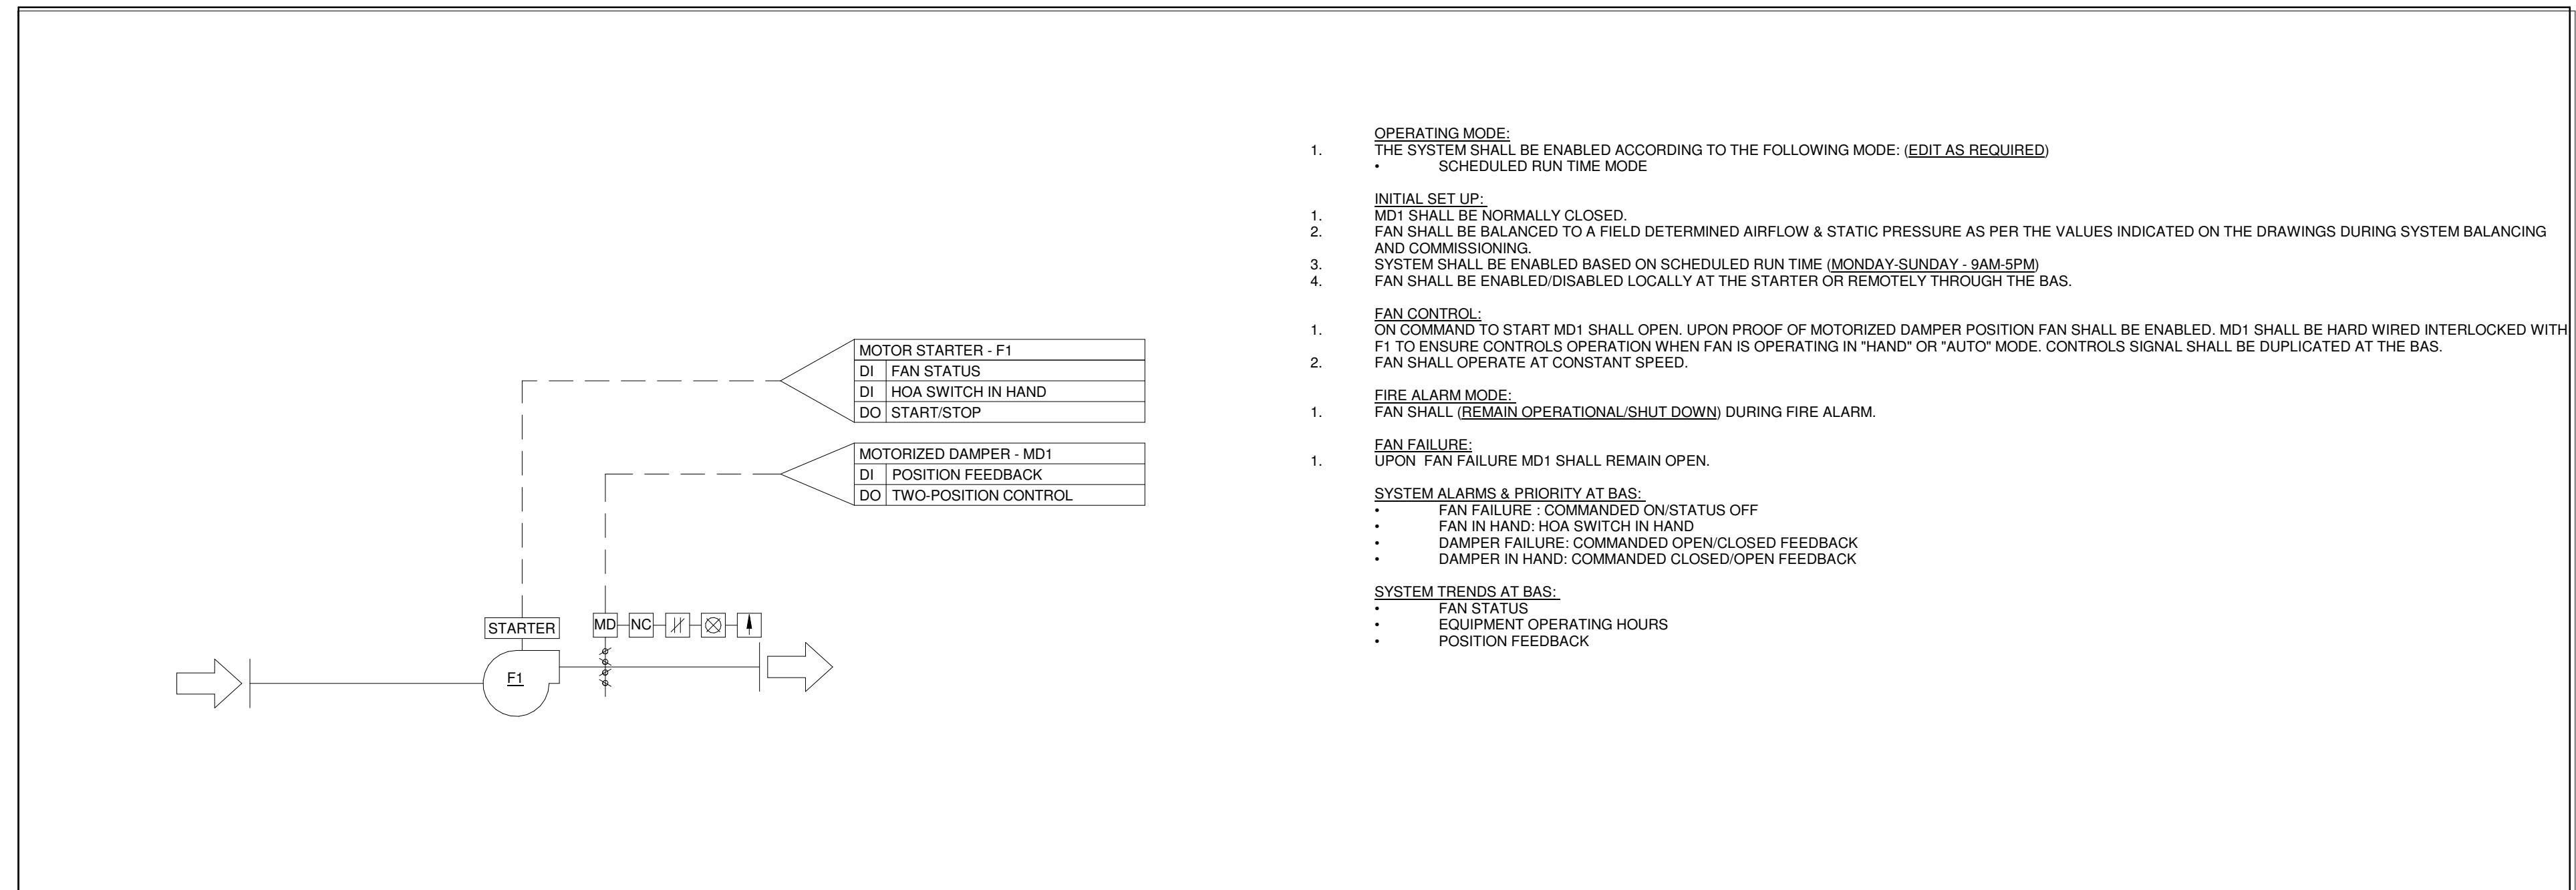 MOTOR STARTER - F1
DI FAN STATUS
DI HOA SWITCH IN HAND
DO START/STOP
MOTORIZED DAMPER - MD1
DI POSITION FEEDBACK
DO TWO-POSITION CONTROL
STARTER
MD NC
F1
OPERATING MODE:
1. THE SYSTEM SHALL BE ENABLED ACCORDING TO THE FOLLOWING MODE: (EDIT AS REQUIRED)
• SCHEDULED RUN TIME MODE
INITIAL SET UP:
1. MD1 SHALL BE NORMALLY CLOSED.
2. FAN SHALL BE BALANCED TO A FIELD DETERMINED AIRFLOW & STATIC PRESSURE AS PER THE VALUES INDICATED ON THE DRAWINGS DURING SYSTEM BALANCING
AND COMMISSIONING.
3. SYSTEM SHALL BE ENABLED BASED ON SCHEDULED RUN TIME (MONDAY-SUNDAY - 9AM-5PM)
4. FAN SHALL BE ENABLED/DISABLED LOCALLY AT THE STARTER OR REMOTELY THROUGH THE BAS.
FAN CONTROL:
1. ON COMMAND TO START MD1 SHALL OPEN. UPON PROOF OF MOTORIZED DAMPER POSITION FAN SHALL BE ENABLED. MD1 SHALL BE HARD WIRED INTERLOCKED WITH
F1 TO ENSURE CONTROLS OPERATION WHEN FAN IS OPERATING IN "HAND" OR "AUTO" MODE. CONTROLS SIGNAL SHALL BE DUPLICATED AT THE BAS.
2. FAN SHALL OPERATE AT CONSTANT SPEED.
FIRE ALARM MODE:
1. FAN SHALL (REMAIN OPERATIONAL/SHUT DOWN) DURING FIRE ALARM.
FAN FAILURE:
1. UPON FAN FAILURE MD1 SHALL REMAIN OPEN.
SYSTEM ALARMS & PRIORITY AT BAS:
• FAN FAILURE : COMMANDED ON/STATUS OFF
• FAN IN HAND: HOA SWITCH IN HAND
• DAMPER FAILURE: COMMANDED OPEN/CLOSED FEEDBACK
• DAMPER IN HAND: COMMANDED CLOSED/OPEN FEEDBACK
SYSTEM TRENDS AT BAS:
• FAN STATUS
• EQUIPMENT OPERATING HOURS
• POSITION FEEDBACK